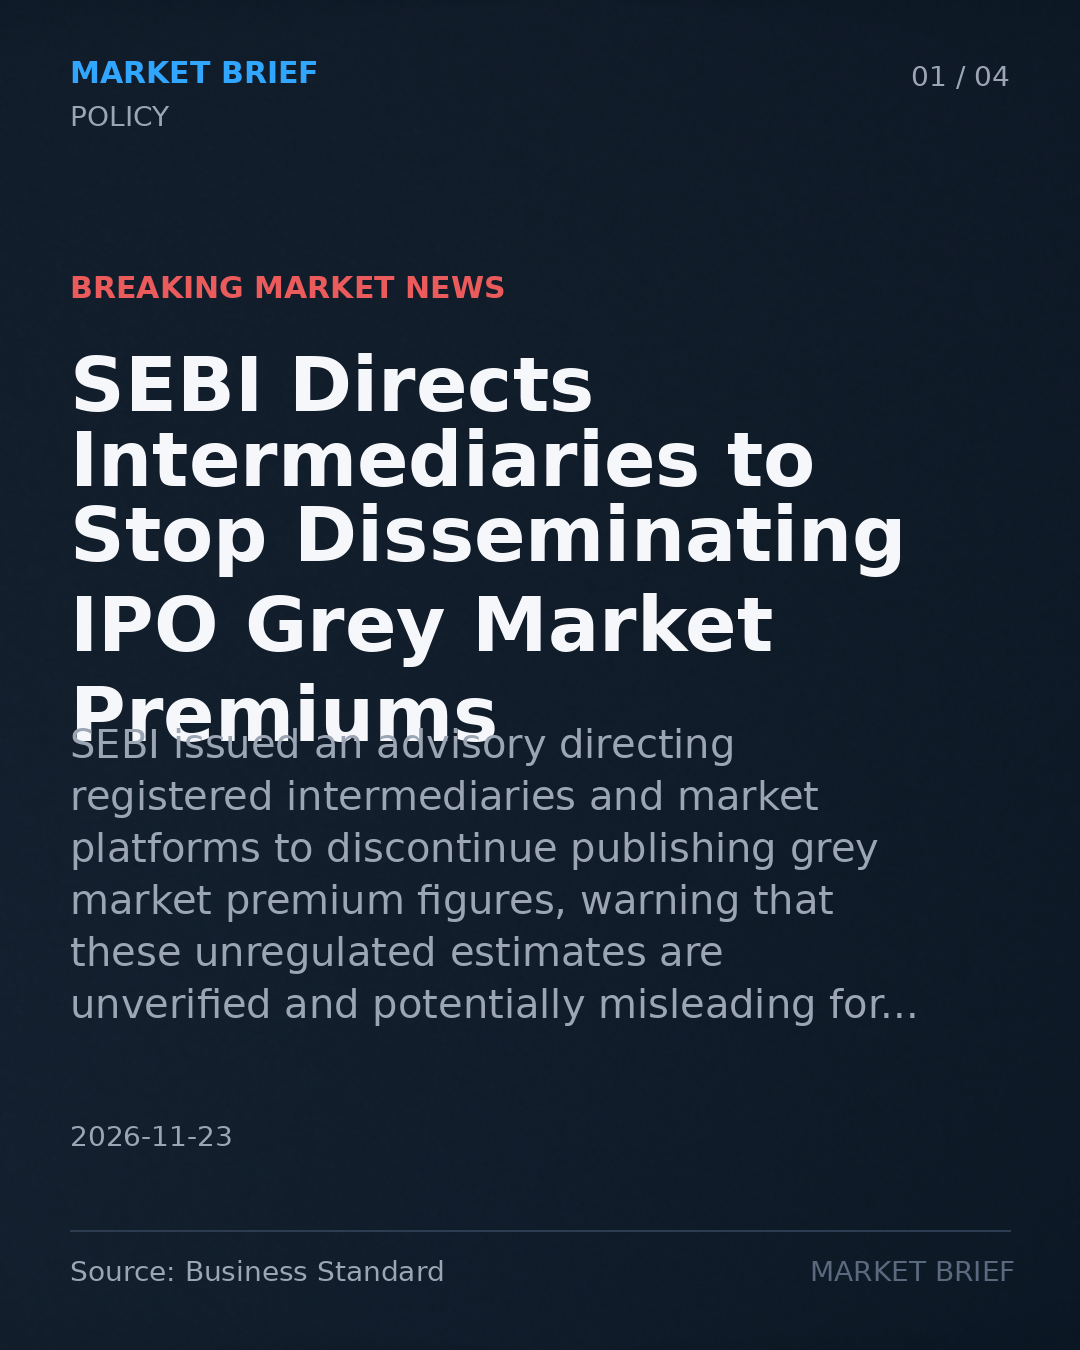 MARKET BRIEF
01 / 04
POLICY
BREAKING MARKET NEWS
SEBI Directs
Intermediaries to
Stop Disseminating
IPO Grey Market
Premiums
SEBI issued an advisory directing
registered intermediaries and market
platforms to discontinue publishing grey
market premium figures, warning that
these unregulated estimates are
unverified and potentially misleading for...
2026-11-23
Source: Business Standard
MARKET BRIEF